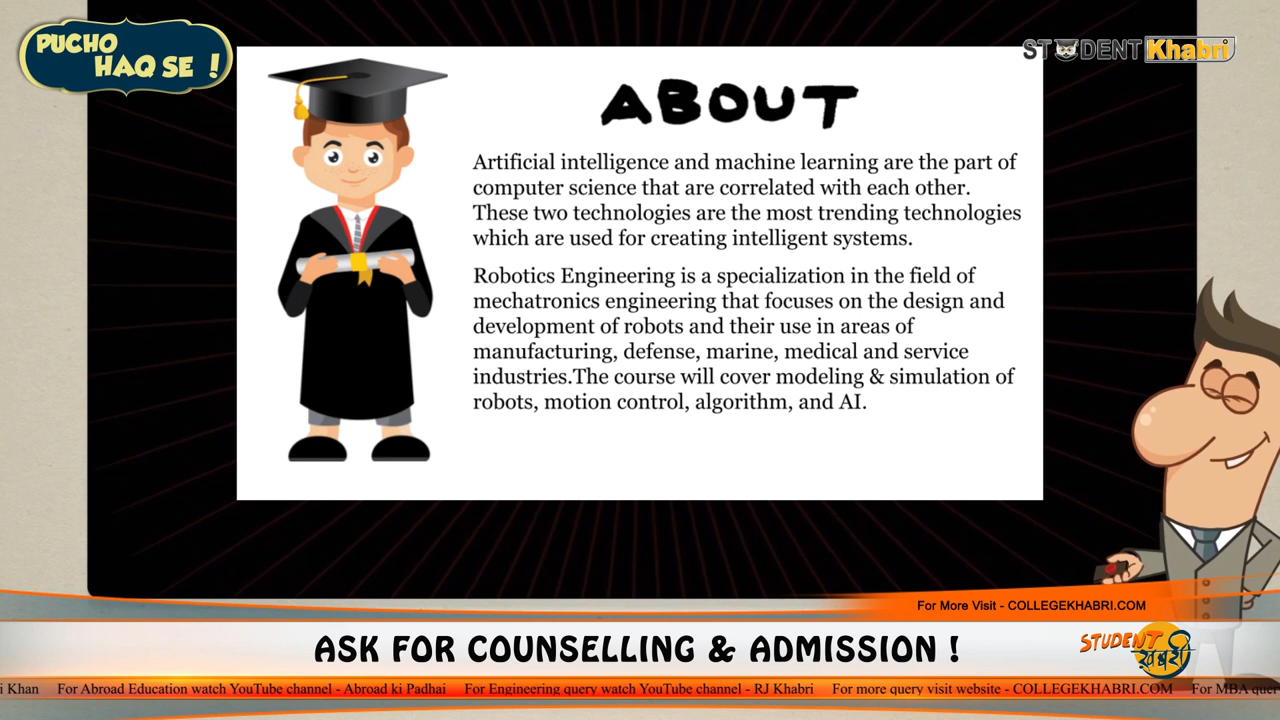 PUCHO
HAQ SE !
STUDENT Khabri
ABOUT
Artificial intelligence and machine learning are the part of
computer science that are correlated with each other.
These two technologies are the most trending technologies
which are used for creating intelligent systems.
Robotics Engineering is a specialization in the field of
mechatronics engineering that focuses on the design and
development of robots and their use in areas of
manufacturing, defense, marine, medical and service
industries.The course will cover modeling & simulation of
robots, motion control, algorithm, and AI.
For More Visit - COLLEGEKHABRI.COM
ASK FOR COUNSELLING & ADMISSION !
STUDENT
ख़बरी
i Khan For Abroad Education watch YouTube channel - Abroad ki Padhai For Engineering query watch YouTube channel - RJ Khabri For more query visit website - COLLEGEKHABRI.COM For MBA quer